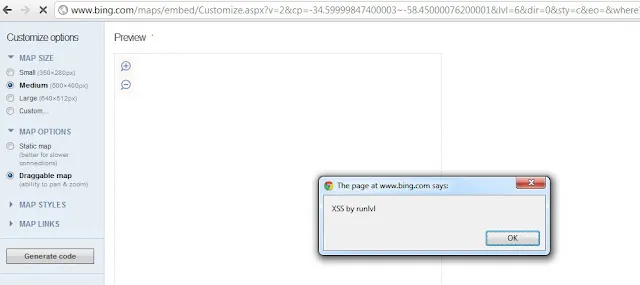 www.bing.com/maps/embed/Customize.aspx?v=2&cp=-34.59999847400003~-58.45000076200001&lvl=6&dir=0&sty=c&eo=&where
Customize options
Preview
MAP SIZE
Small (350×280px)
Medium (500×400px)
Large (640×512px)
Custom...
MAP OPTIONS
Static map
(better for slower
connections)
Draggable map
(ability to pan & zoom)
MAP STYLES
MAP LINKS
Generate code
The page at www.bing.com says:
XSS by runlvl
OK